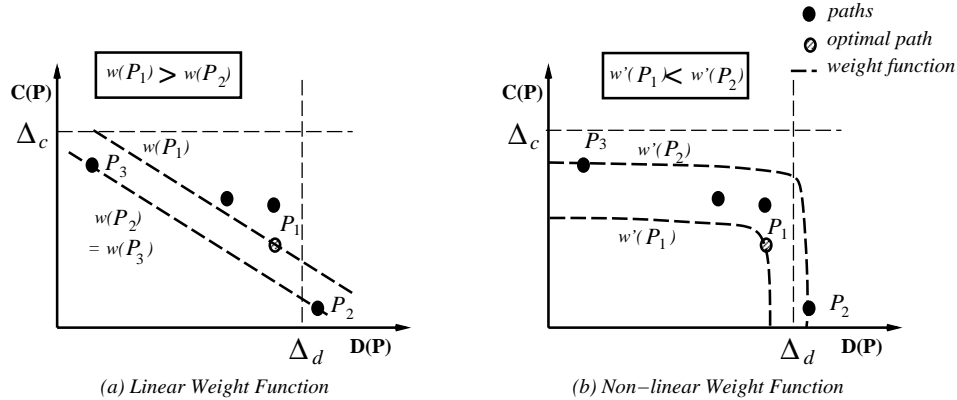 paths
optimal path
weight function
w(P1) > w(P2)
C(P)
Δc
w(P1)
P3
w(P2)
= w(P3)
P1
P2
Δd
D(P)
(a) Linear Weight Function
w'(P1)< w'(P2)
C(P)
Δc
P3
w'(P2)
P1
w'(P1)
P2
Δd
D(P)
(b) Non−linear Weight Function